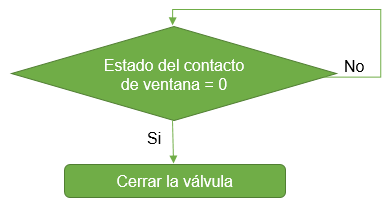 Estado del contacto
de ventana = 0
No
Si
Cerrar la válvula